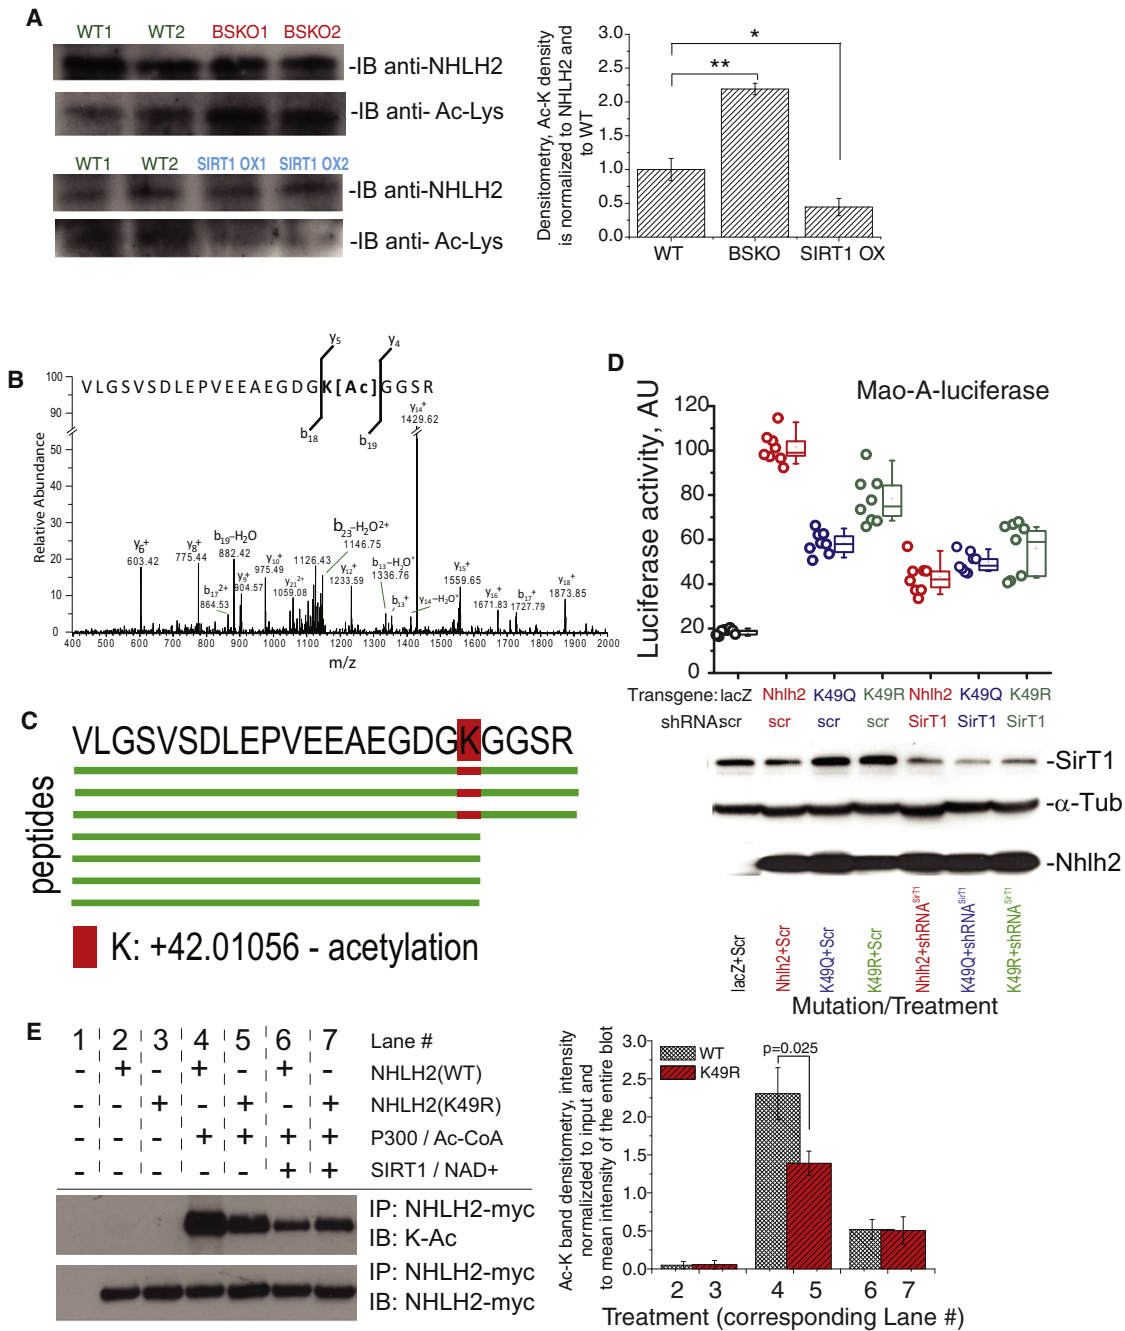 A
WT1 WT2 BSKO1 BSKO2
-IB anti-NHLH2
-IB anti- Ac-Lys
WT1 WT2 SIRT1 OX1 SIRT1 OX2
-IB anti-NHLH2
-IB anti- Ac-Lys
Densitometry, Ac-K density
is normalized to NHLH2 and
to WT
3.0
2.5
2.0
1.5
1.0
0.5
0.0
*
**
WT BSKO SIRT1 OX
B
VLGSVSDLEPVEEAEGDGK[Ac]GGSR
y5 y4
b18 b19
Relative Abundance
100
90
50
40
30
20
10
0
y14+
1429.62
y6+
603.42
y8+
775.44
b19–H2O
882.42
b17 2+
864.53
y9+
904.57
y10+
975.49
y21 2+
1059.08
1126.43
b23–H2O2+
1146.75
y12+
1233.59
b13–H2O+
1336.76
b13+
y14–H2O+
y15+
1559.65
y16+
1671.83
b17+
1727.79
y18+
1873.85
400 500 600 700 800 900 1000 1100 1200 1300 1400 1500 1600 1700 1800 1900 2000
m/z
C
VLGSVSDLEPVEEAEGDGKGGSR
peptides
K: +42.01056 - acetylation
D
Mao-A-luciferase
Luciferase activity, AU
120
100
80
60
40
20
0
Transgene: lacZ Nhlh2 K49Q K49R Nhlh2 K49Q K49R
shRNA scr scr scr scr SirT1 SirT1 SirT1
-SirT1
-α-Tub
-Nhlh2
lacZ+Scr
Nhlh2+Scr
K49Q+Scr
K49R+Scr
Nhlh2+shRNA SirT1
K49Q+shRNA SirT1
K49R+shRNA SirT1
Mutation/Treatment
E
1 2 3 4 5 6 7 Lane #
- + - + - + - NHLH2(WT)
- - + - + - + NHLH2(K49R)
- - - + + + + P300 / Ac-CoA
- - - - - + + SIRT1 / NAD+
IP: NHLH2-myc
IB: K-Ac
IP: NHLH2-myc
IB: NHLH2-myc
Ac-K band densitometry, intensity
normalizded to input and
to mean intensity of the entire blot
3.0
2.5
2.0
1.5
1.0
0.5
0.0
WT
K49R
p=0.025
2 3 4 5 6 7
Treatment (corresponding Lane #)